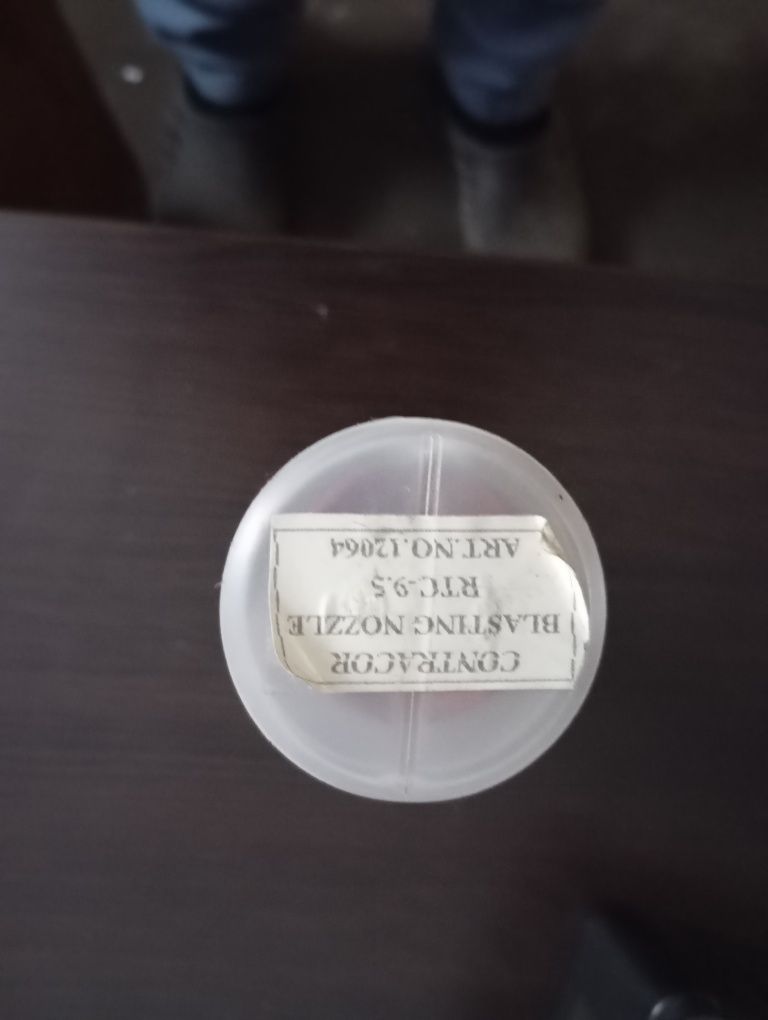 CONTRACOR
BLASTING NOZZLE
RTC-9.5
ART.NO.12064